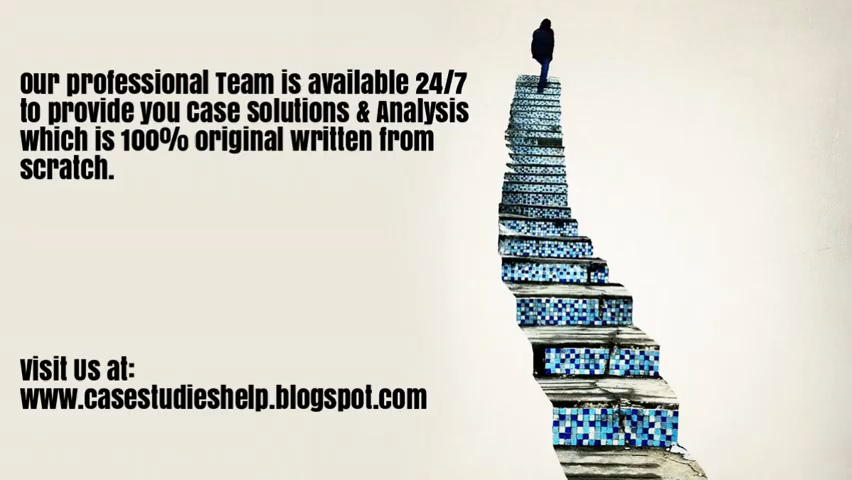 Our professional Team is available 24/7
to provide you Case Solutions & Analysis
which is 100% original written from
scratch.
Visit Us at:
www.casestudieshelp.blogspot.com